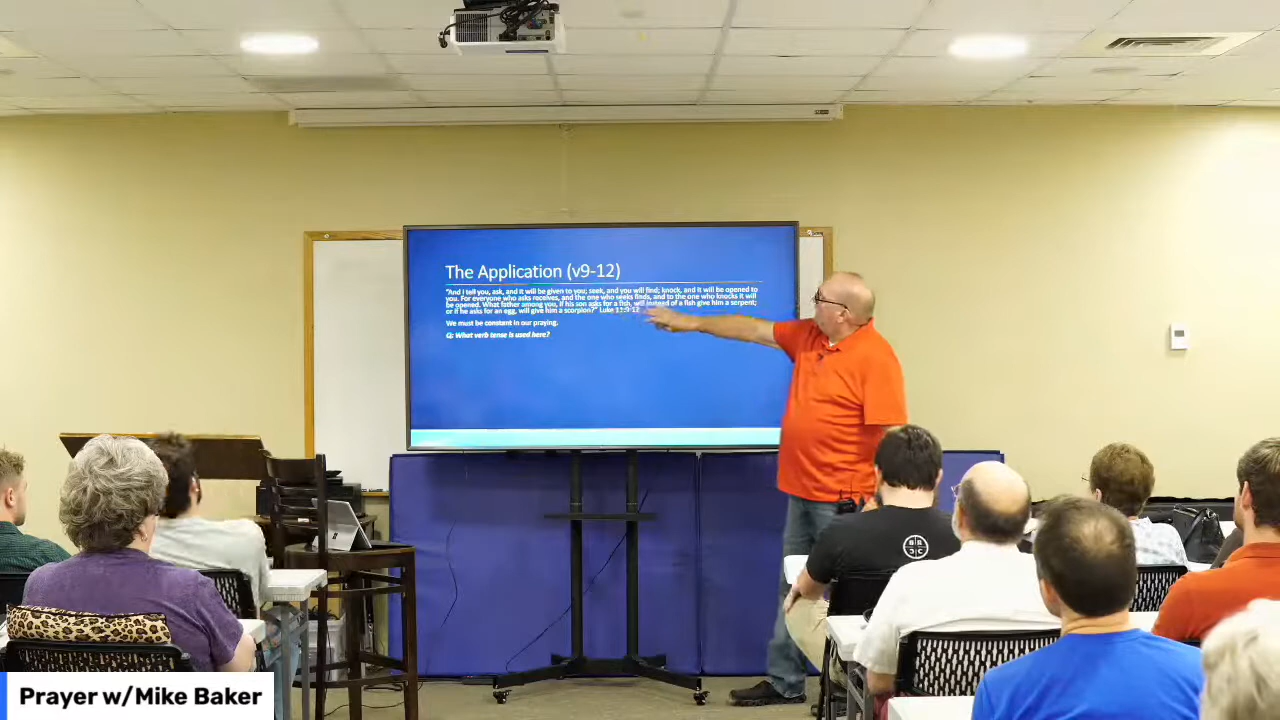 The Application (v9-12)
"And I tell you, ask, and it will be given to you; seek, and you will find; knock, and it will be opened to
you. For everyone who asks receives, and the one who seeks finds, and to the one who knocks it will
be opened. What father among you, if his son asks for a fish, will instead of a fish give him a serpent;
or if he asks for an egg, will give him a scorpion?" Luke 11:9-12
We must be constant in our praying.
Q: What verb tense is used here?
Prayer w/Mike Baker